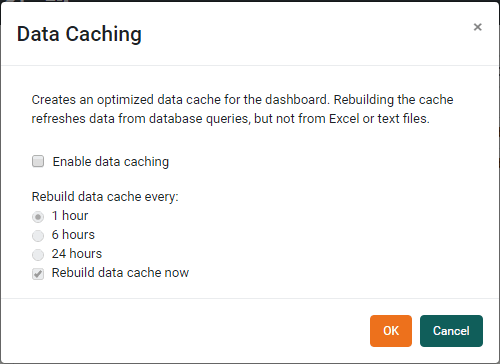 Data Caching
×
Creates an optimized data cache for the dashboard. Rebuilding the cache
refreshes data from database queries, but not from Excel or text files.
Enable data caching
Rebuild data cache every:
1 hour
6 hours
24 hours
Rebuild data cache now
OK
Cancel